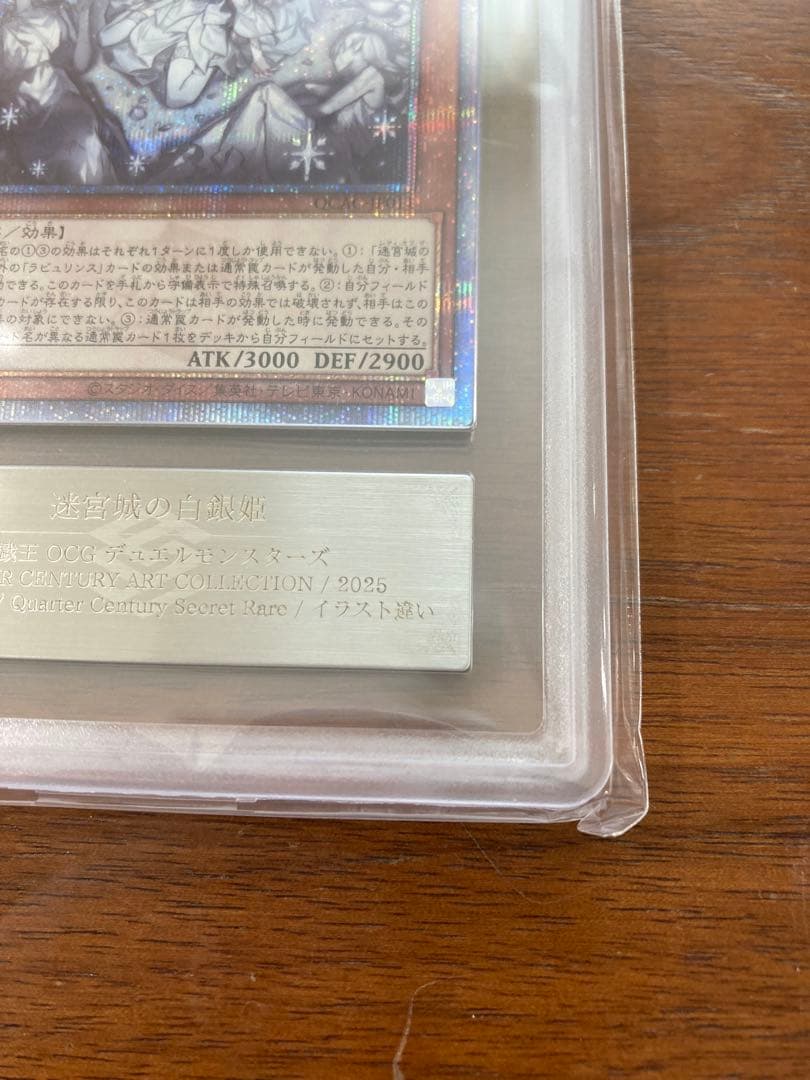 ／効果】
名の①③の効果はそれぞれ1ターンに1度しか使用できない。①：「迷宮城の
外の「ラビュリンス」カードの効果または通常罠カードが発動した自分・相手
動できる。このカードを手札から守備表示で特殊召喚する。②：自分フィールド
カードが存在する限り、このカードは相手の効果では破壊されず、相手はこの
果の対象にできない。③：通常罠カードが発動した時に発動できる。その
ード名が異なる通常罠カード1枚をデッキから自分フィールドにセットする。
ATK/3000 DEF/2900
©スタジオ・ダイス/集英社・テレビ東京・KONAMI
迷宮城の白銀姫
戯王 OCG デュエルモンスターズ
ER CENTURY ART COLLECTION / 2025
/ Quarter Century Secret Rare / イラスト違い